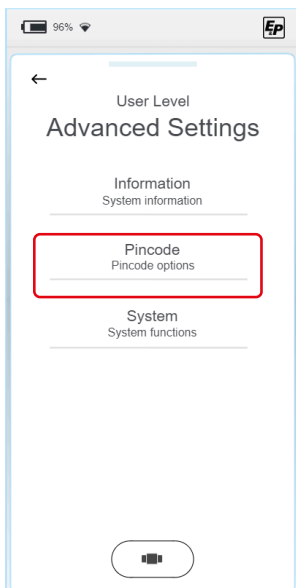 96%
EP
User Level
Advanced Settings
Information
System information
Pincode
Pincode options
System
System functions